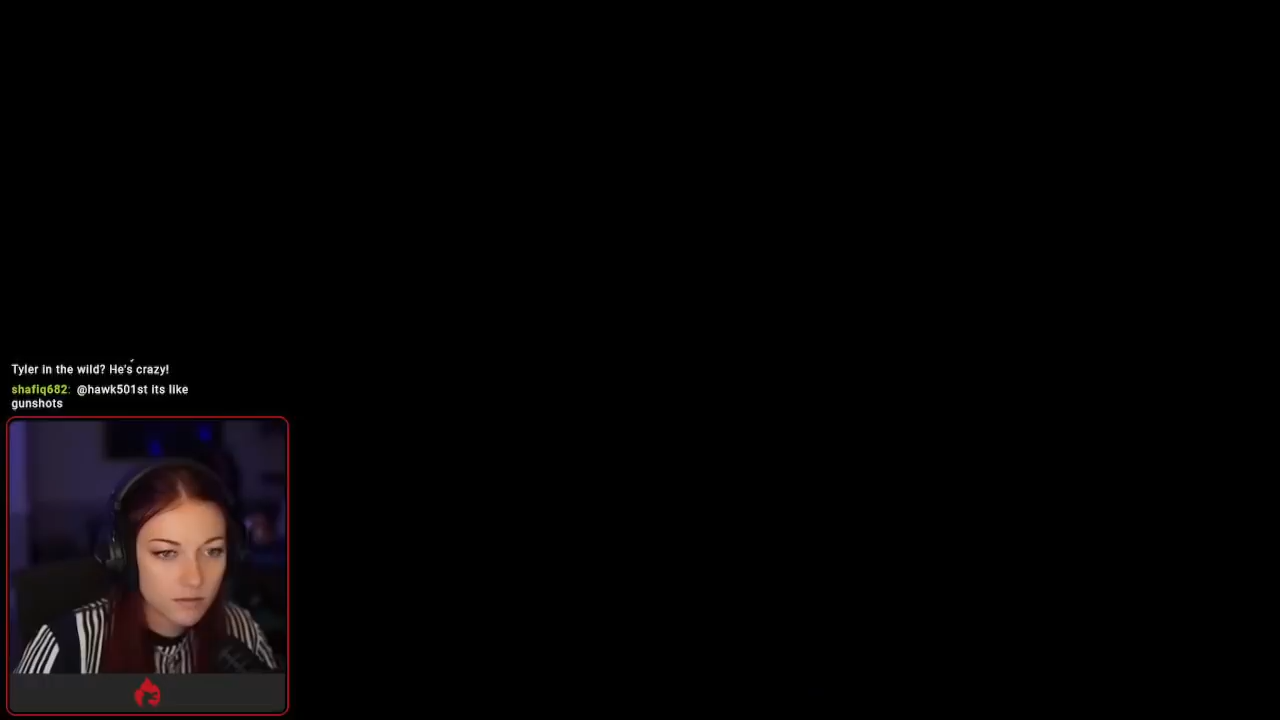 Tyler in the wild? He's crazy!
shafiq682: @hawk501st its like
gunshots